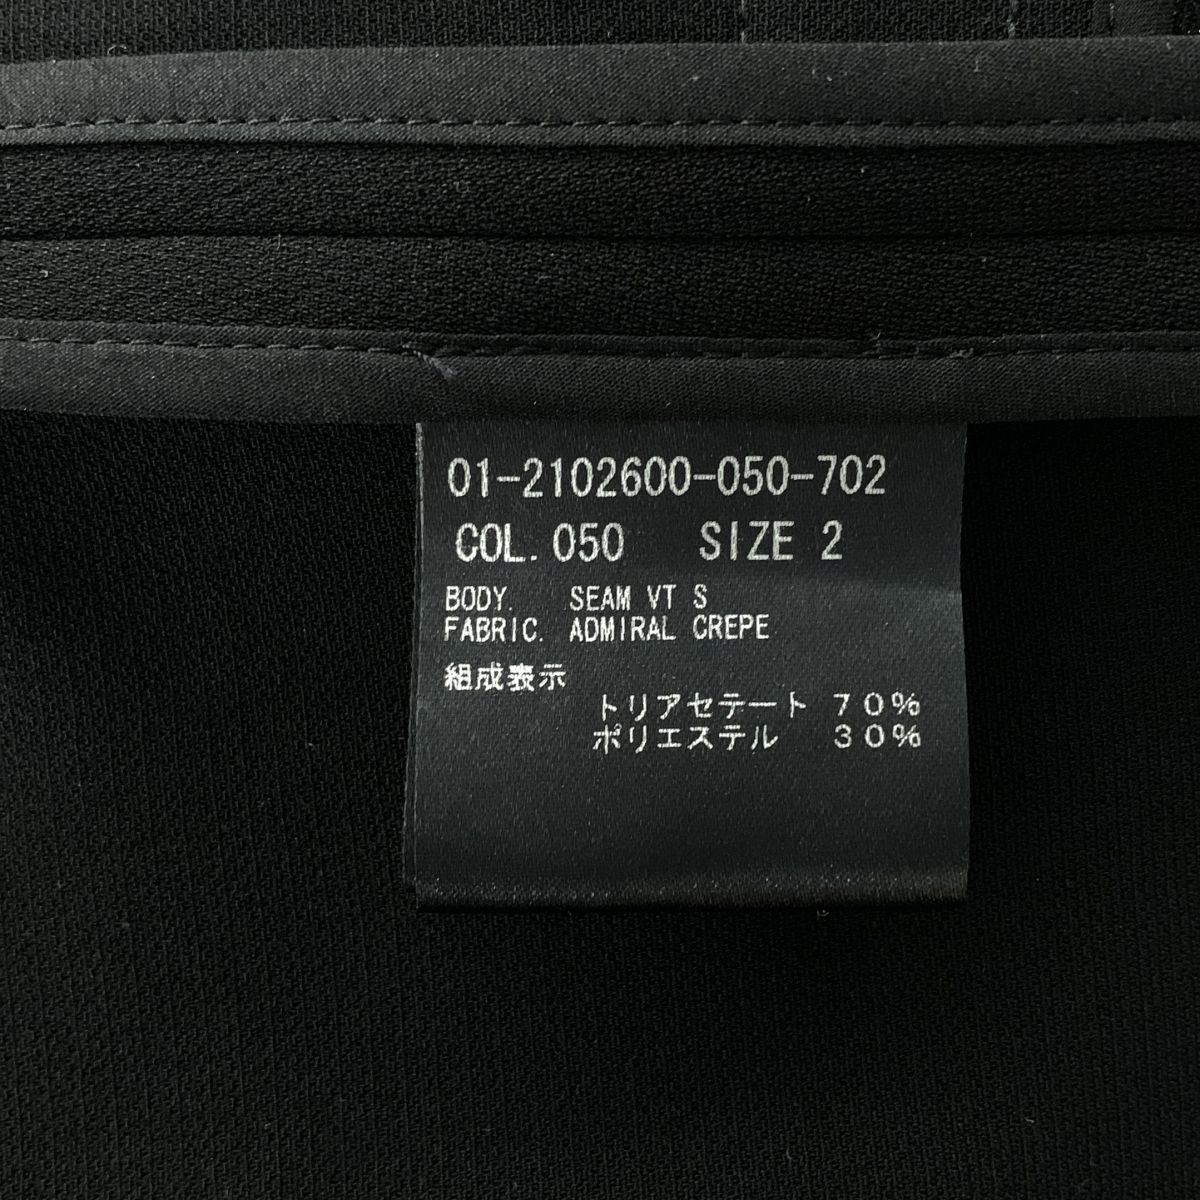 01-2102600-050-702
COL. 050 SIZE 2
BODY. SEAM VT S
FABRIC. ADMIRAL CREPE
組成表示
トリアセテート 70%
ポリエステル 30%